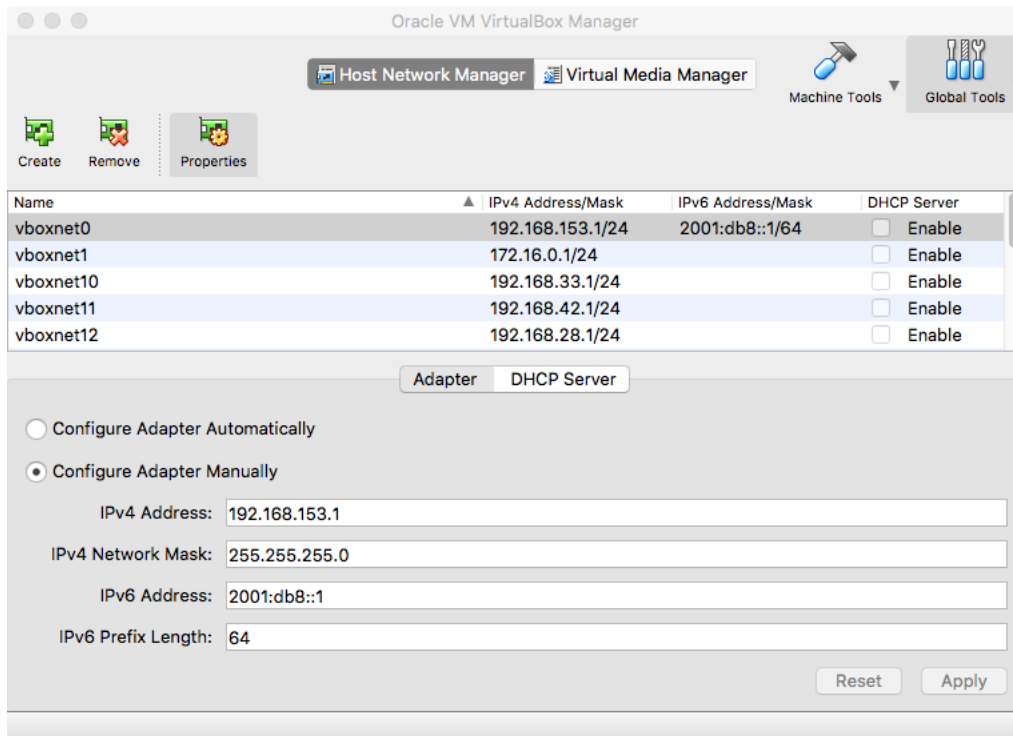 Oracle VM VirtualBox Manager
Host Network Manager Virtual Media Manager
Machine Tools Global Tools
Create Remove Properties
Name IPv4 Address/Mask IPv6 Address/Mask DHCP Server
vboxnet0 192.168.153.1/24 2001:db8::1/64 Enable
vboxnet1 172.16.0.1/24 Enable
vboxnet10 192.168.33.1/24 Enable
vboxnet11 192.168.42.1/24 Enable
vboxnet12 192.168.28.1/24 Enable
Adapter DHCP Server
Configure Adapter Automatically
Configure Adapter Manually
IPv4 Address: 192.168.153.1
IPv4 Network Mask: 255.255.255.0
IPv6 Address: 2001:db8::1
IPv6 Prefix Length: 64
Reset Apply